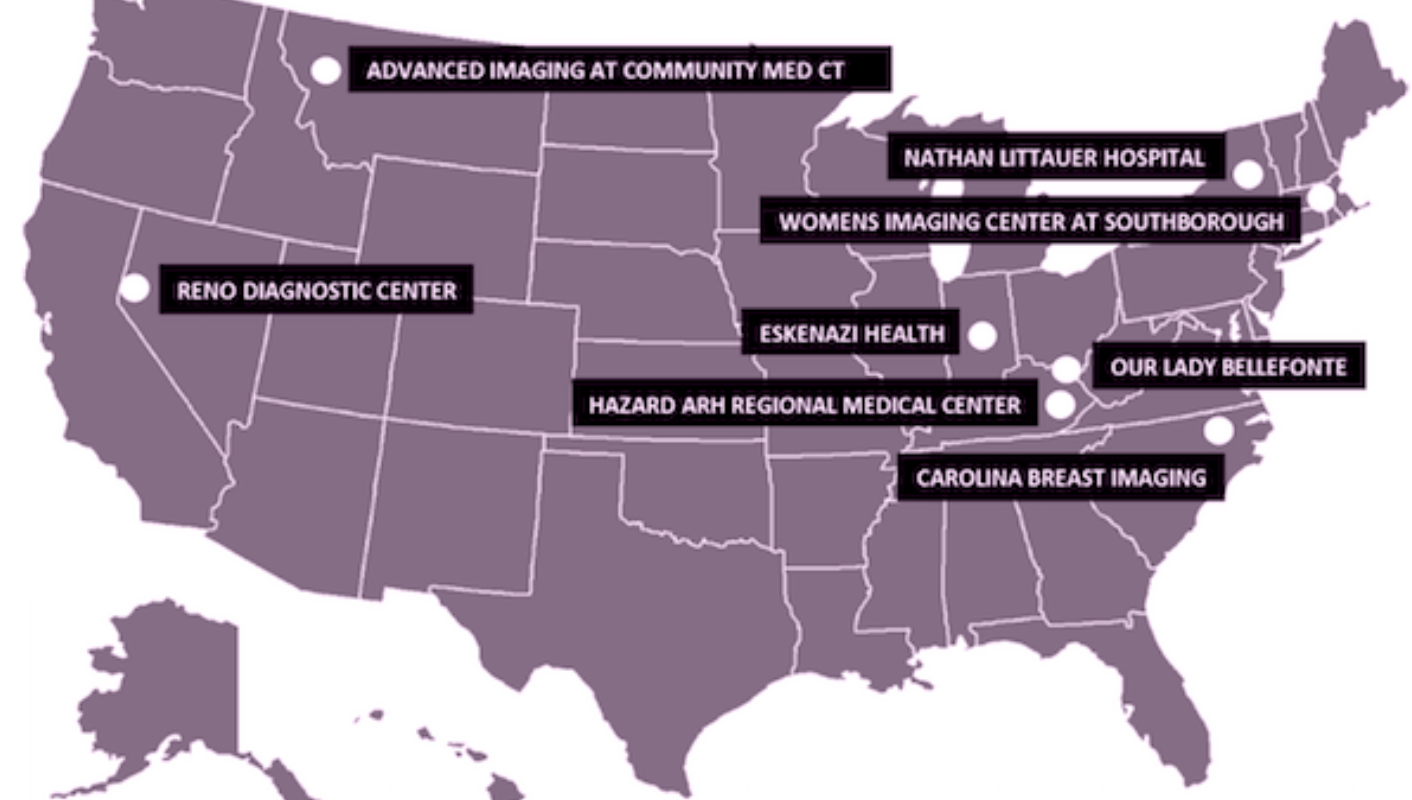 ADVANCED IMAGING AT COMMUNITY MED CT
NATHAN LITTAUER HOSPITAL
WOMENS IMAGING CENTER AT SOUTHBOROUGH
RENO DIAGNOSTIC CENTER
ESKENAZI HEALTH
OUR LADY BELLEFONTE
HAZARD ARH REGIONAL MEDICAL CENTER
CAROLINA BREAST IMAGING